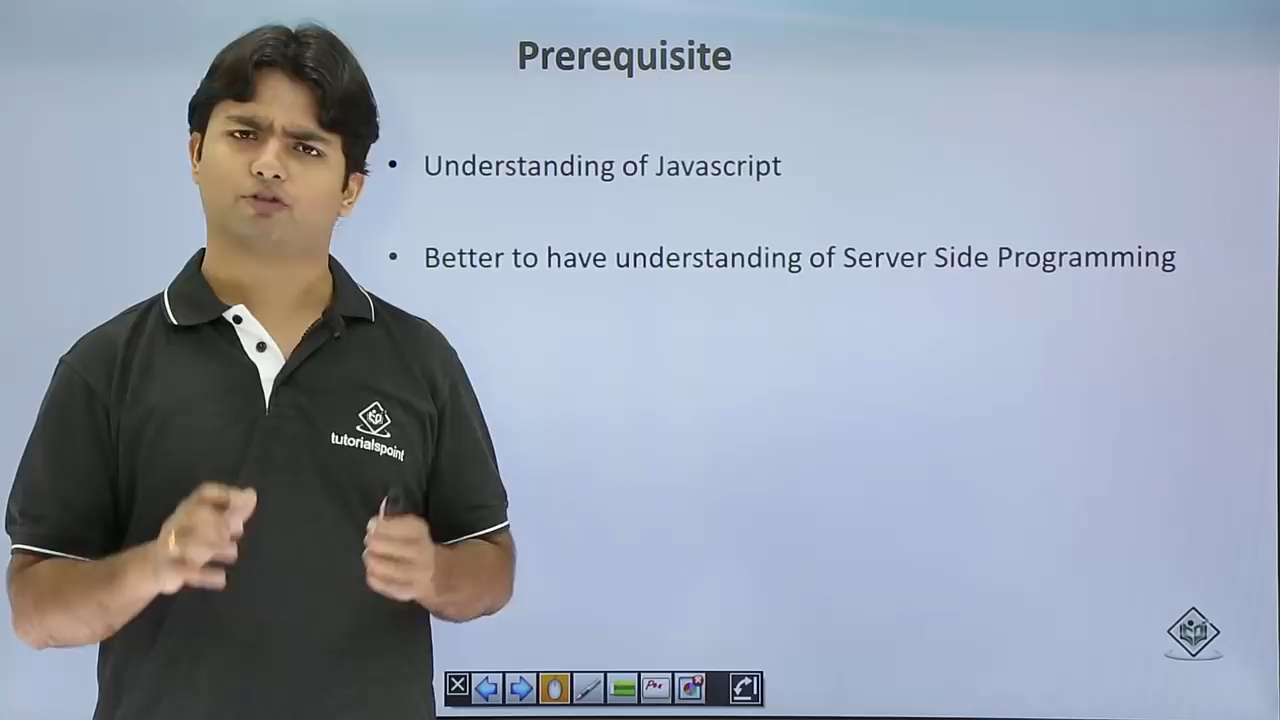 Prerequisite
• Understanding of Javascript
• Better to have understanding of Server Side Programming
tutorialspoint